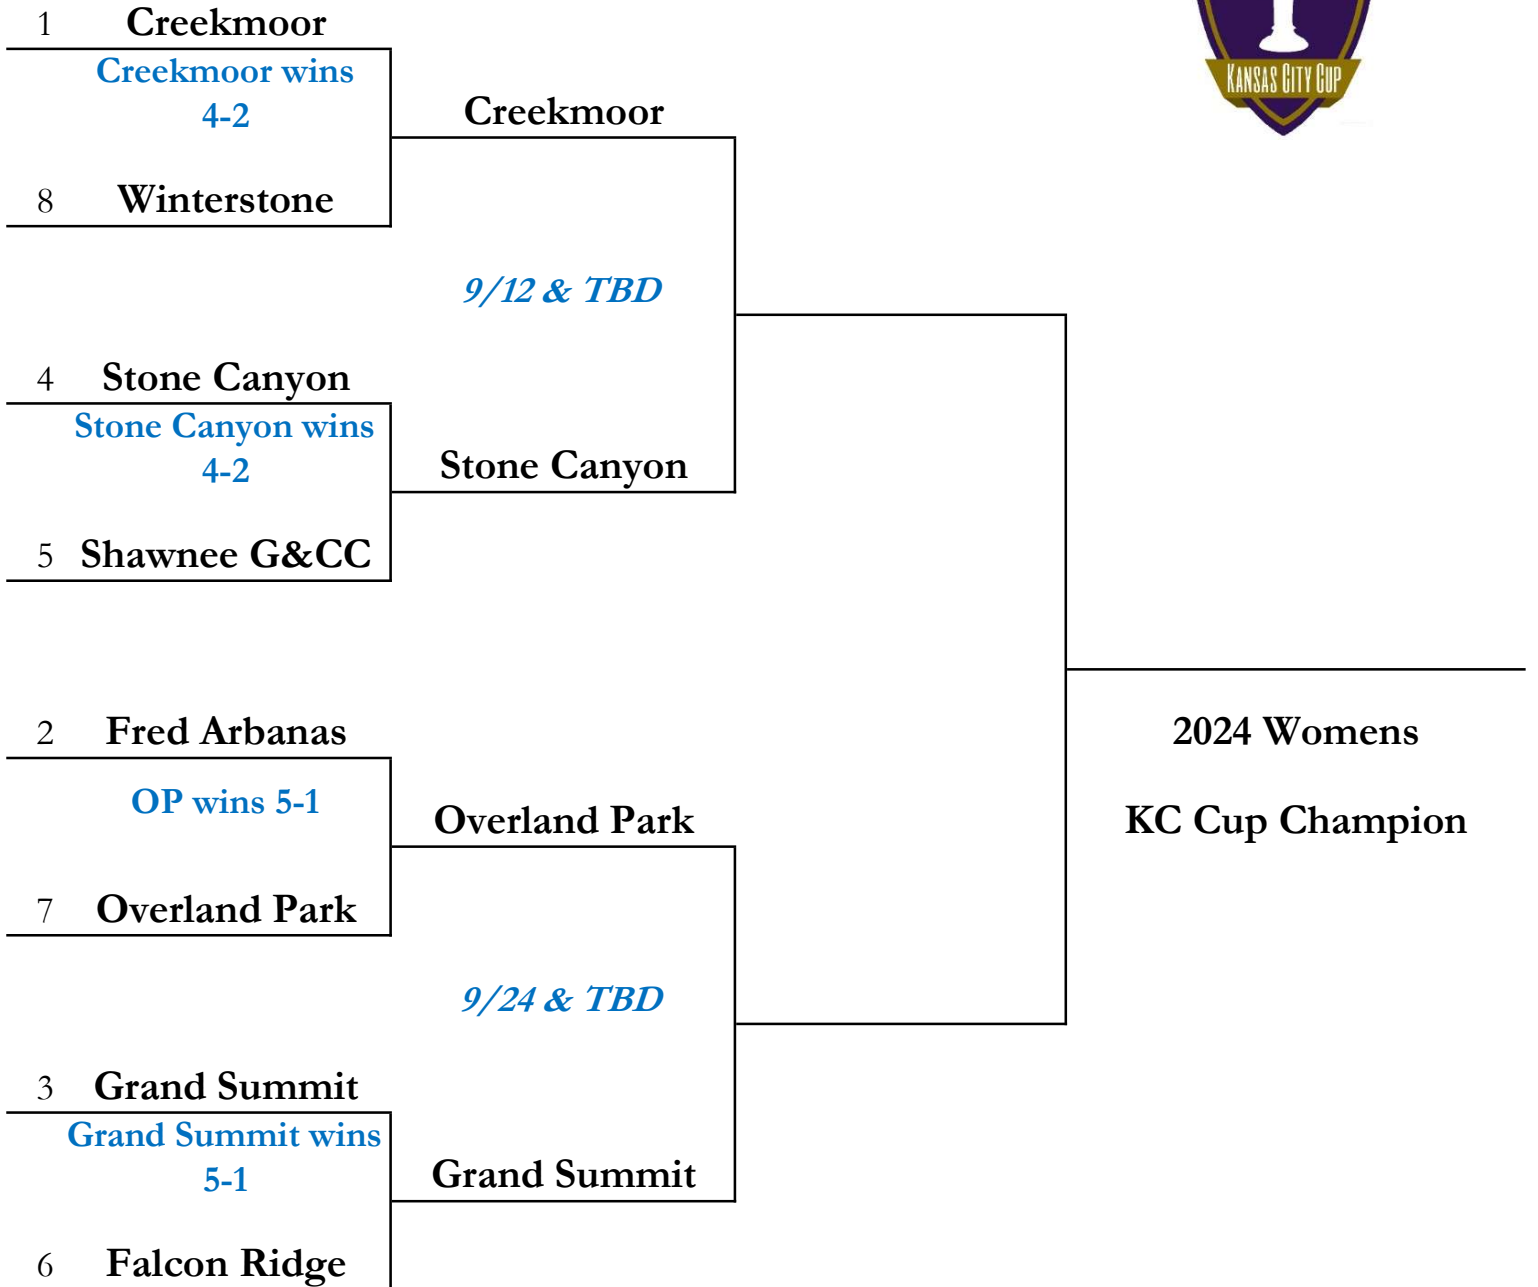 1 Creekmoor
Creekmoor wins
4-2
Creekmoor
8 Winterstone
KANSAS CITY CUP
9/12 & TBD
4 Stone Canyon
Stone Canyon wins
4-2
Stone Canyon
5 Shawnee G&CC
2 Fred Arbanas
OP wins 5-1
Overland Park
7 Overland Park
9/24 & TBD
3 Grand Summit
Grand Summit wins
5-1
Grand Summit
6 Falcon Ridge
2024 Womens
KC Cup Champion